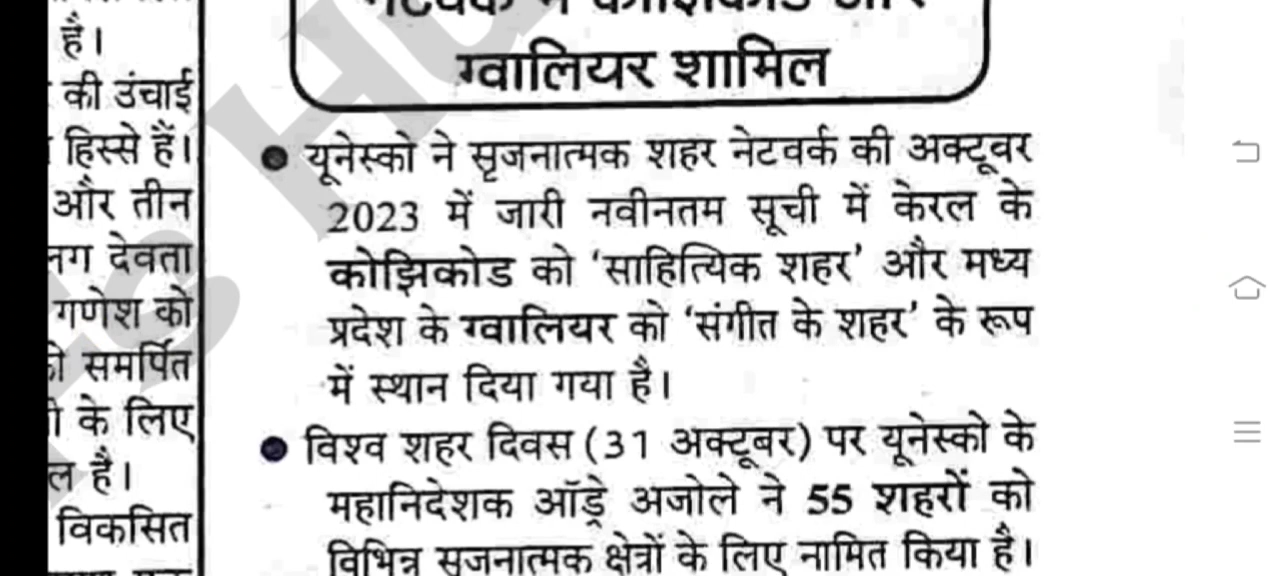 है।
की उंचाई
हिस्से हैं।
और तीन
देवता
गणेश को
समर्पित
के लिए
है।
विकसित
ग्वालियर शामिल
● यूनेस्को ने सृजनात्मक शहर नेटवर्क की अक्टूबर
2023 में जारी नवीनतम सूची में केरल के
कोझिकोड को ‘साहित्यिक शहर’ और मध्य
प्रदेश के ग्वालियर को ‘संगीत के शहर’ के रूप
में स्थान दिया गया है।
● विश्व शहर दिवस (31 अक्टूबर) पर यूनेस्को के
महानिदेशक ऑड्रे अजोले ने 55 शहरों को
विभिन्न सृजनात्मक क्षेत्रों के लिए नामित किया है।